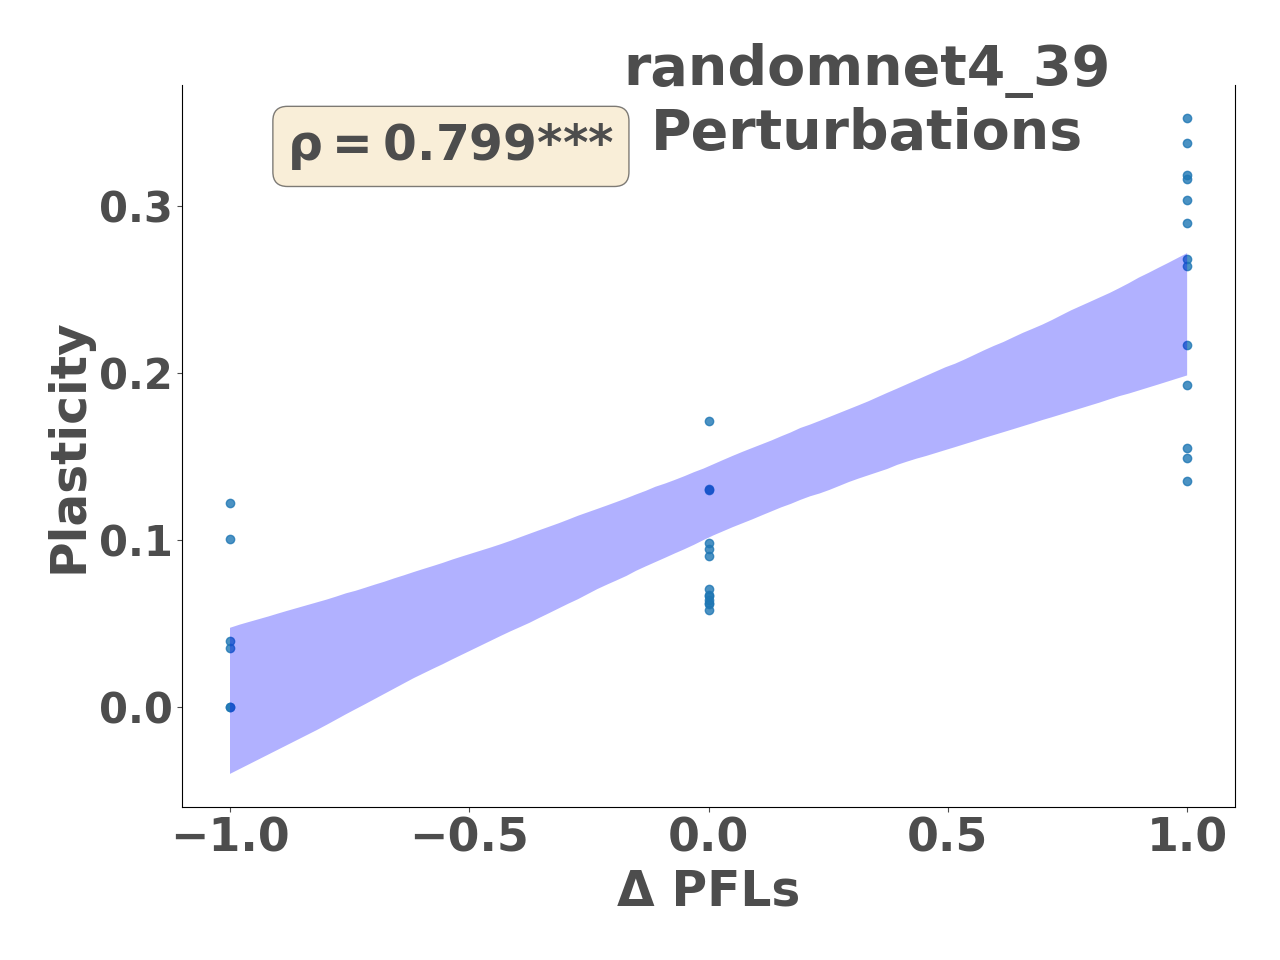 randomnet4_39
Perturbations
ρ = 0.799***
Plasticity
0.3
0.2
0.1
0.0
−1.0 −0.5 0.0 0.5 1.0
Δ PFLs